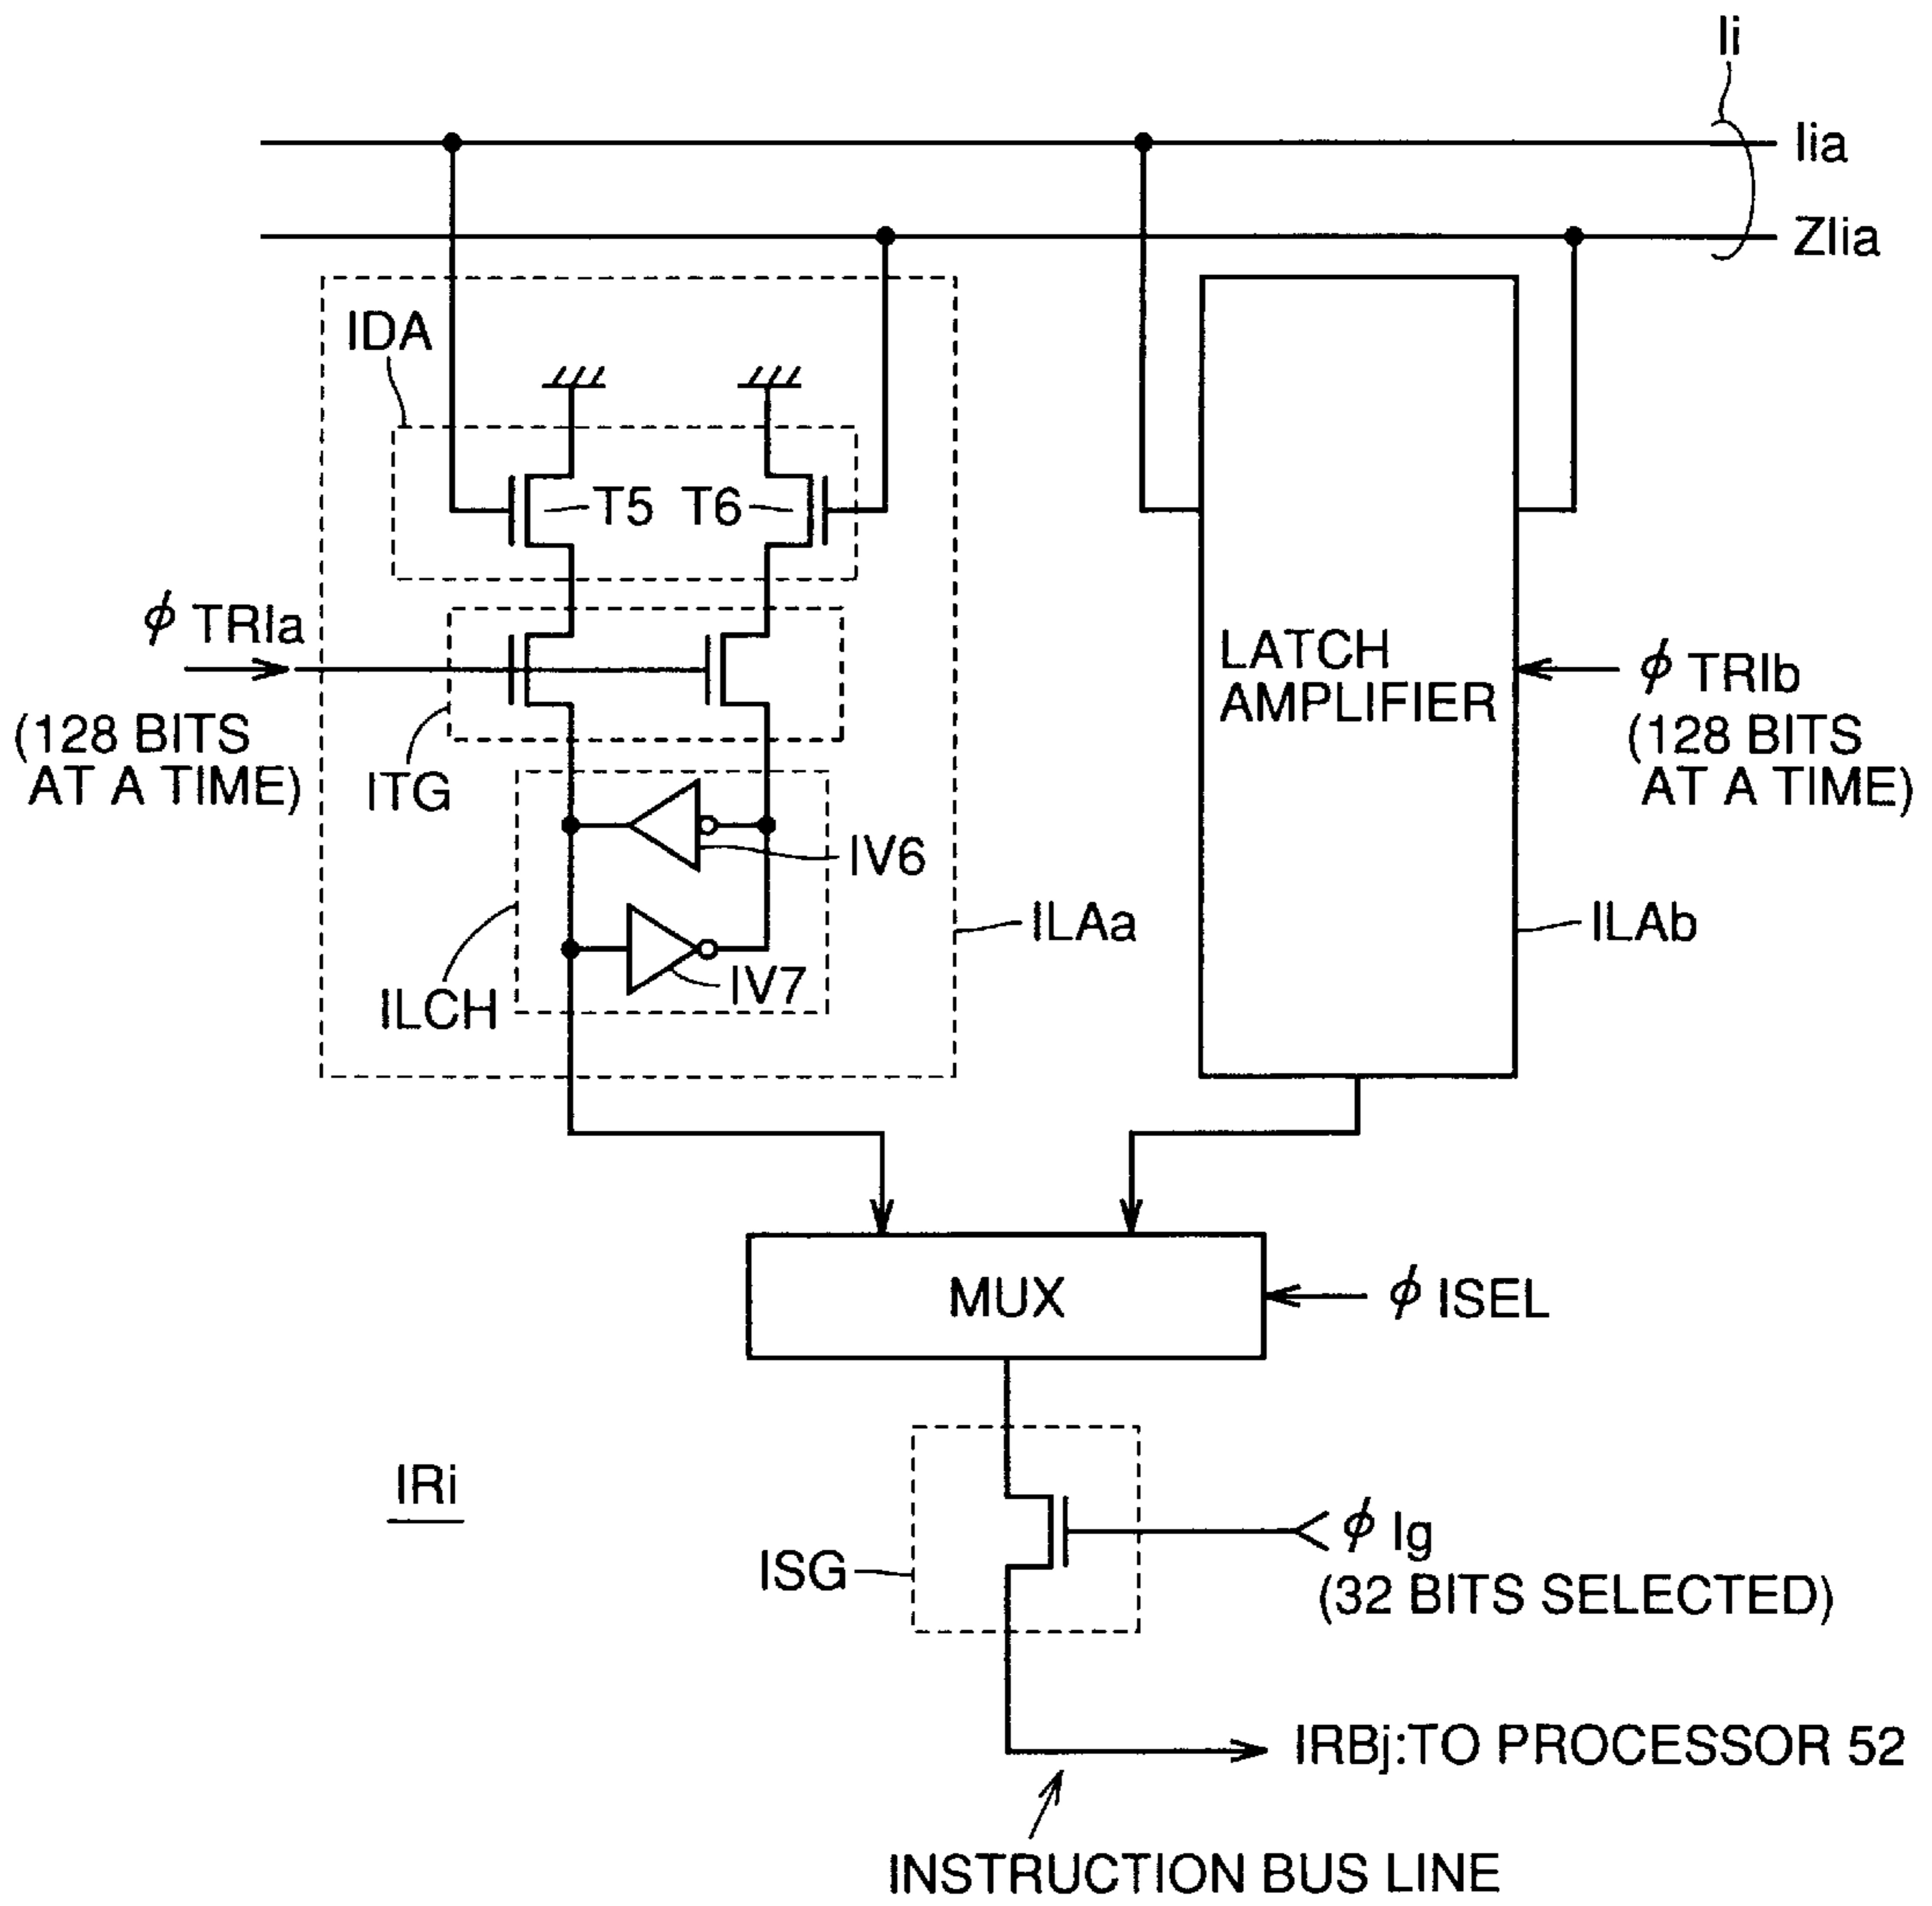 Ii
Iia
ZIia
IDA
T5
T6
ϕ TRIa
(128 BITS
AT A TIME)
ITG
LATCH
AMPLIFIER
ϕ TRIb
(128 BITS
AT A TIME)
IV6
ILCH
IV7
ILAa
ILAb
MUX
ϕ ISEL
IRi
ISG
ϕ Ig
(32 BITS SELECTED)
IRBj:TO PROCESSOR 52
INSTRUCTION BUS LINE